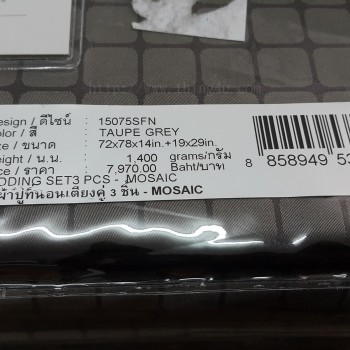 esign / ดีไซน์ : 15075SFN
olor / สี : TAUPE GREY
ze / ขนาด : 72x78x14in.+19x29in.
eight / น.น. : 1,400 grams/กรัม
ice / ราคา : 7,970.00 Baht/บาท
DDING SET3 PCS - MOSAIC
ผ้าปูที่นอนเตียงคู่ 3 ชิ้น - MOSAIC
8 858949 53